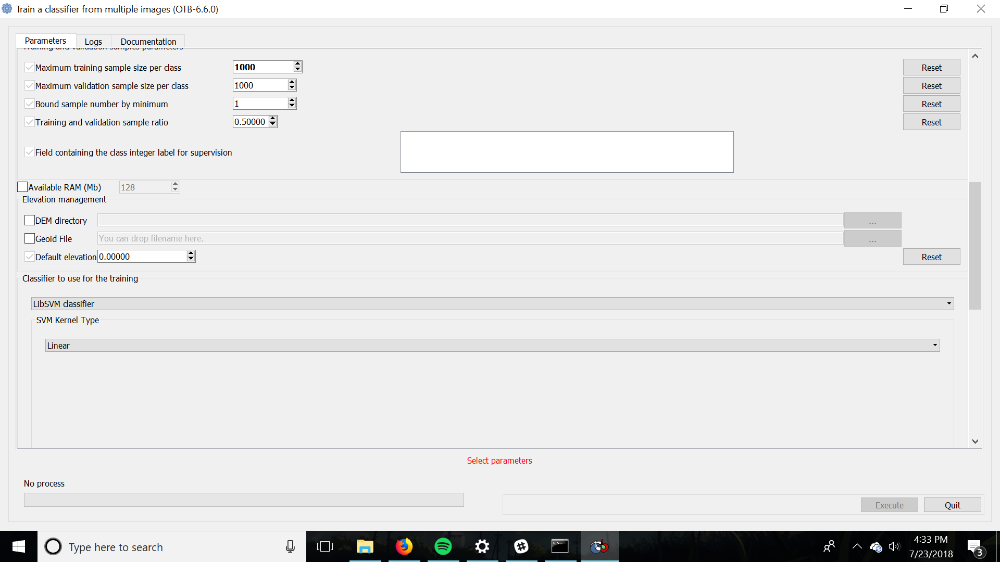 Train a classifier from multiple images (OTB-6.6.0)
Parameters Logs Documentation
Training and validation samples parameters
Maximum training sample size per class 1000 Reset
Maximum validation sample size per class 1000 Reset
Bound sample number by minimum 1 Reset
Training and validation sample ratio 0.50000 Reset
Field containing the class integer label for supervision
Available RAM (Mb) 128
Elevation management
DEM directory ...
Geoid File You can drop filename here. ...
Default elevation 0.00000 Reset
Classifier to use for the training
LibSVM classifier
SVM Kernel Type
Linear
Select parameters
No process
Execute Quit
Type here to search
4:33 PM
7/23/2018
3